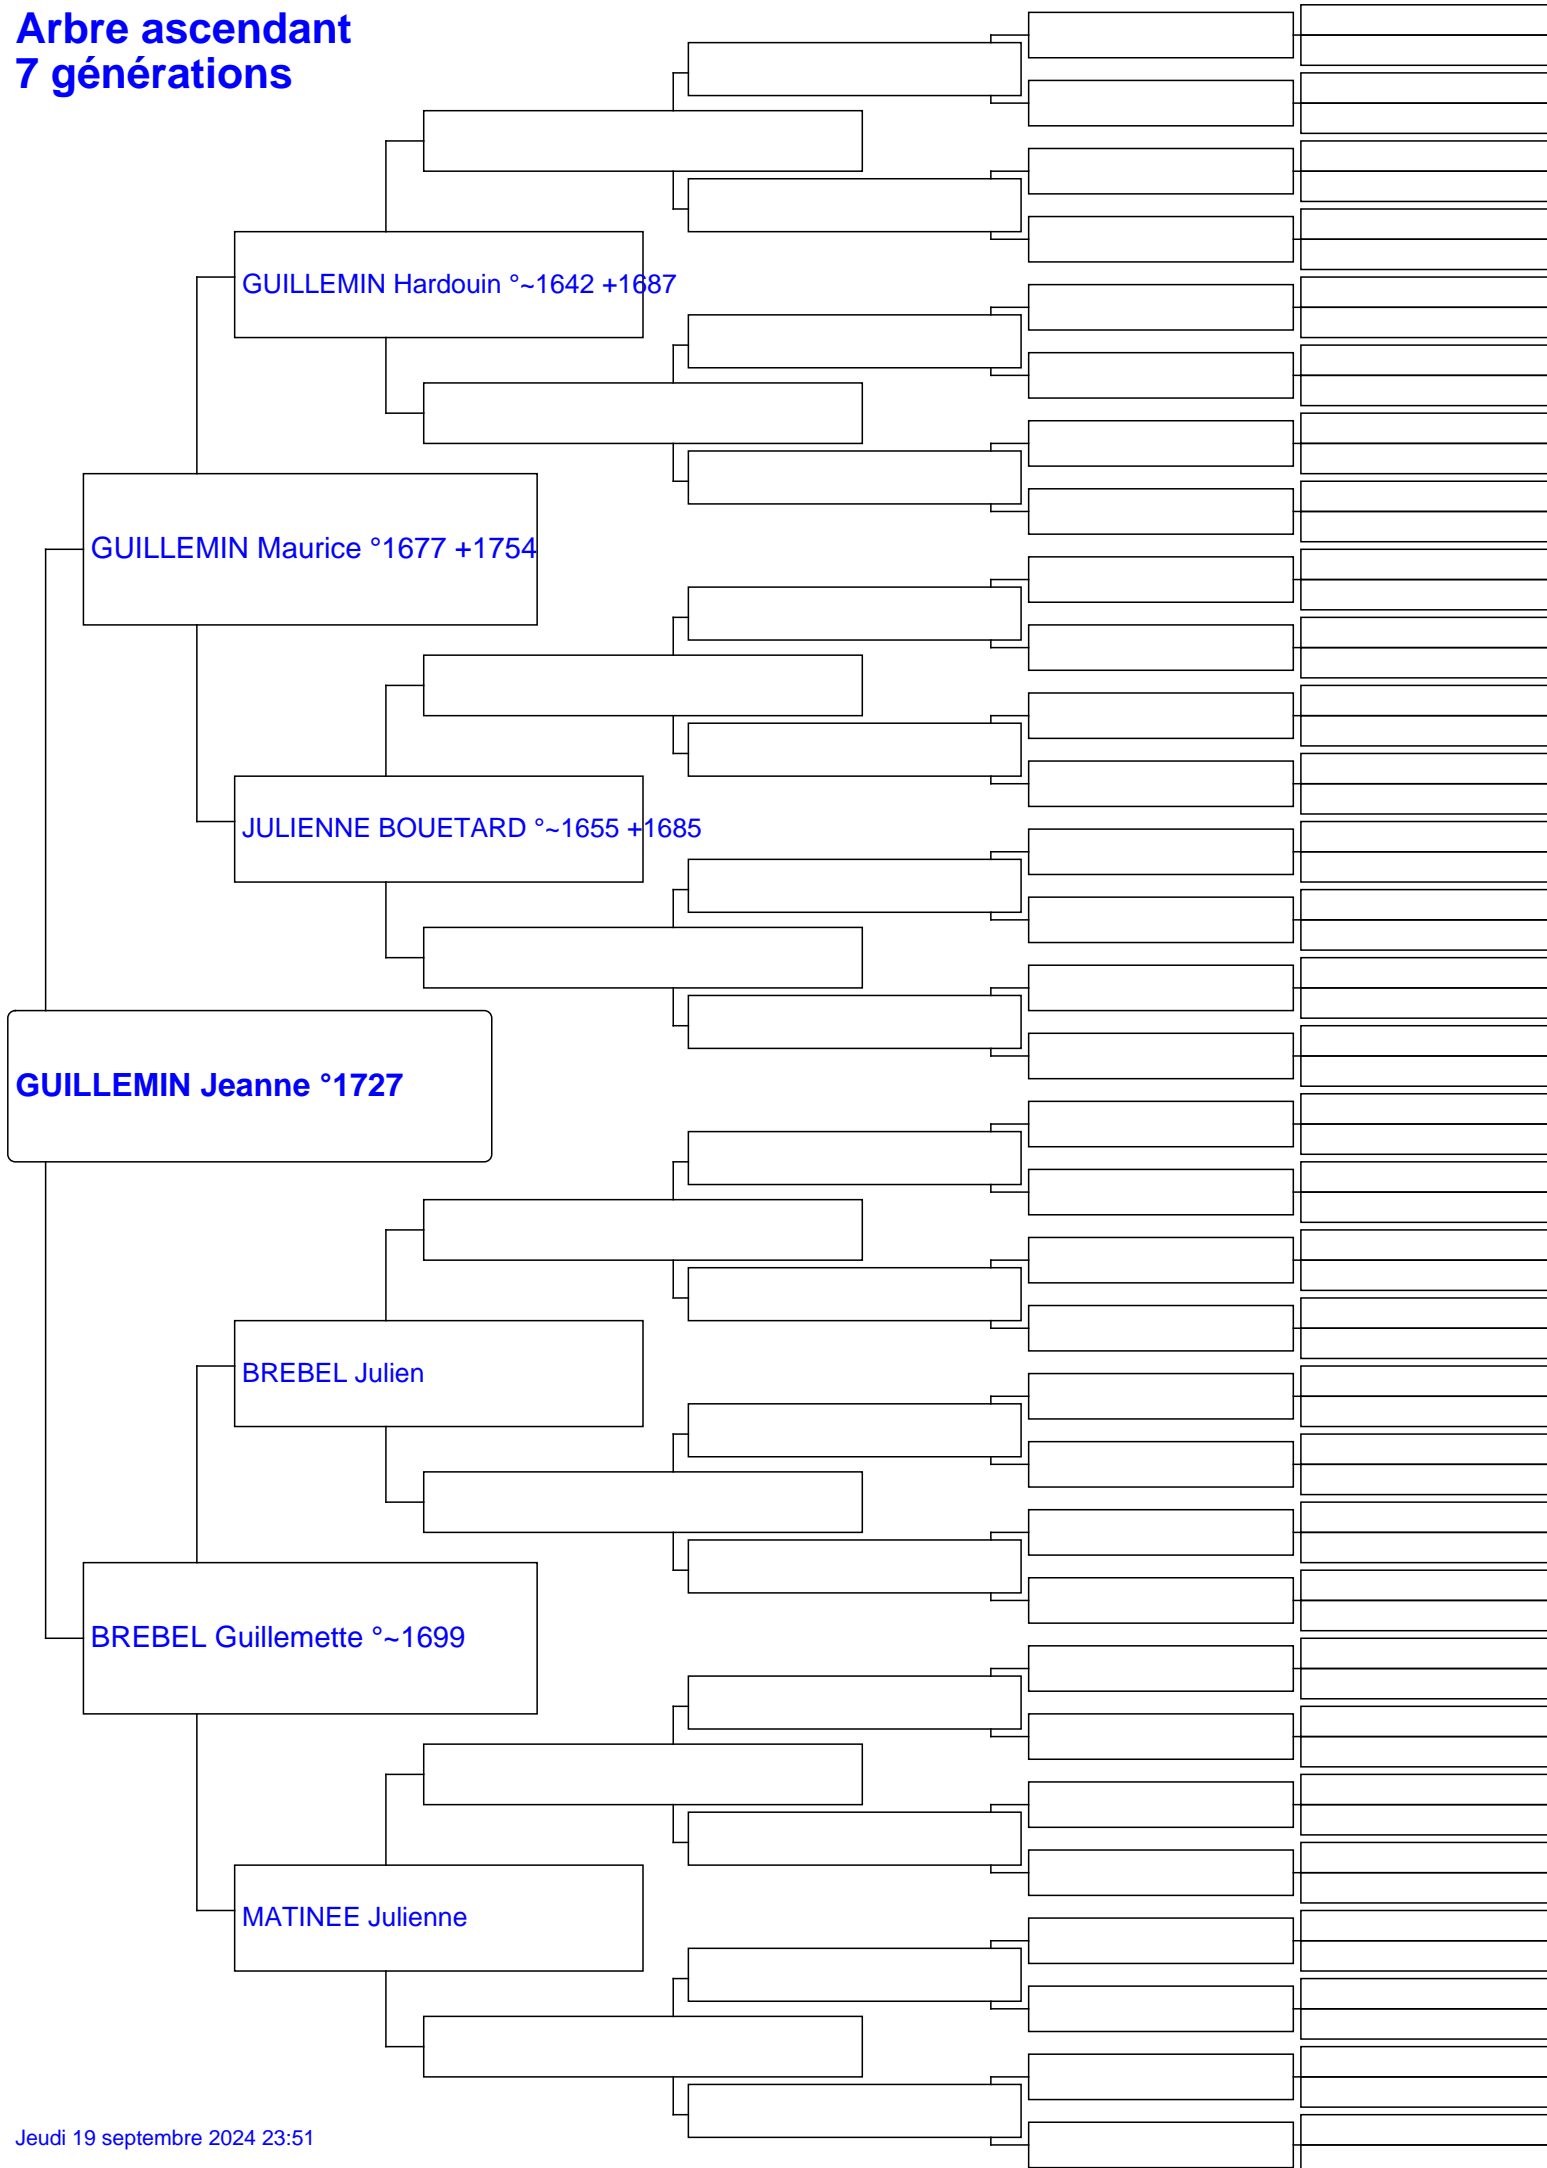 Arbre ascendant
7 générations
GUILLEMIN Hardouin °~1642 +1687
GUILLEMIN Maurice °1677 +1754
JULIENNE BOUETARD °~1655 +1685
GUILLEMIN Jeanne °1727
BREBEL Julien
BREBEL Guillemette °~1699
MATINEE Julienne
Jeudi 19 septembre 2024 23:51